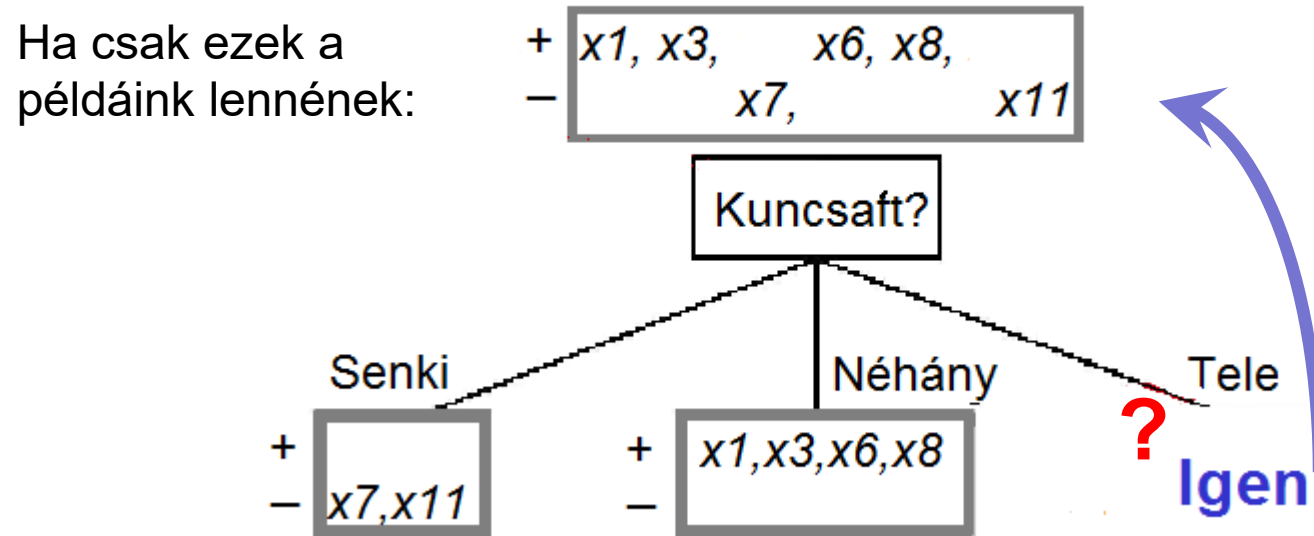 Ha csak ezek a
példáink lennének:
+ x1, x3, x6, x8,
– x7, x11
Kuncsaft?
Senki Néhány Tele
?
+ + x1,x3,x6,x8
Igen
– x7,x11 –